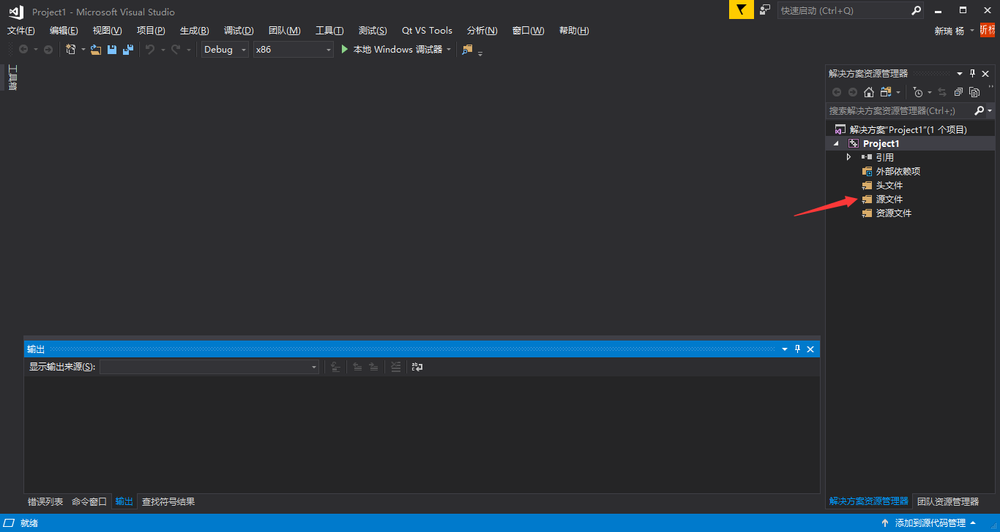 Project1 - Microsoft Visual Studio
快速启动 (Ctrl+Q)
文件(F) 编辑(E) 视图(V) 项目(P) 生成(B) 调试(D) 团队(M) 工具(T) 测试(S) Qt VS Tools 分析(N) 窗口(W) 帮助(H)
新瑞 杨
新杨
Debug x86 本地 Windows 调试器
工具箱
解决方案资源管理器
搜索解决方案资源管理器(Ctrl+;)
解决方案“Project1”(1 个项目)
Project1
引用
外部依赖项
头文件
源文件
资源文件
输出
显示输出来源(S):
错误列表 命令窗口 输出 查找符号结果
解决方案资源管理器 团队资源管理器
就绪
添加到源代码管理